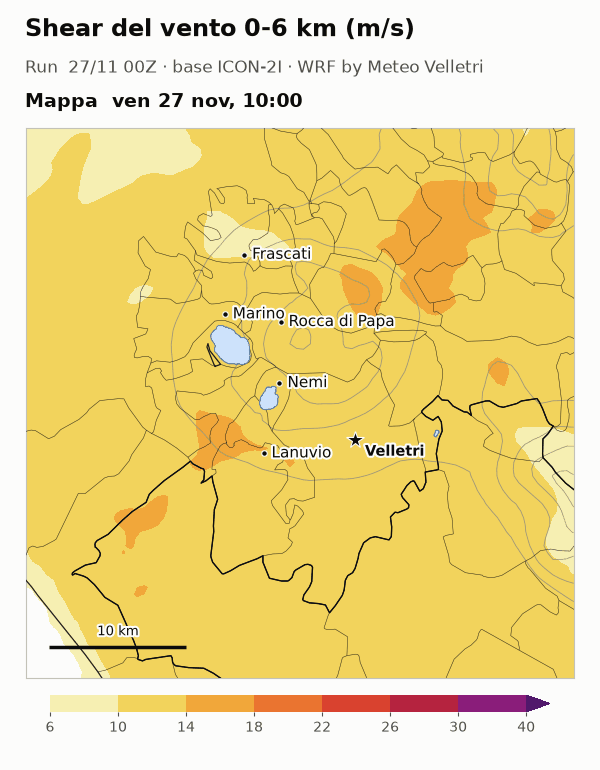 Shear del vento 0-6 km (m/s)
Run  27/11 00Z · base ICON-2I · WRF by Meteo Velletri
Mappa  ven 27 nov, 10:00
Frascati
Marino
Rocca di Papa
Nemi
Velletri
Lanuvio
10 km
6 10 14 18 22 26 30 40